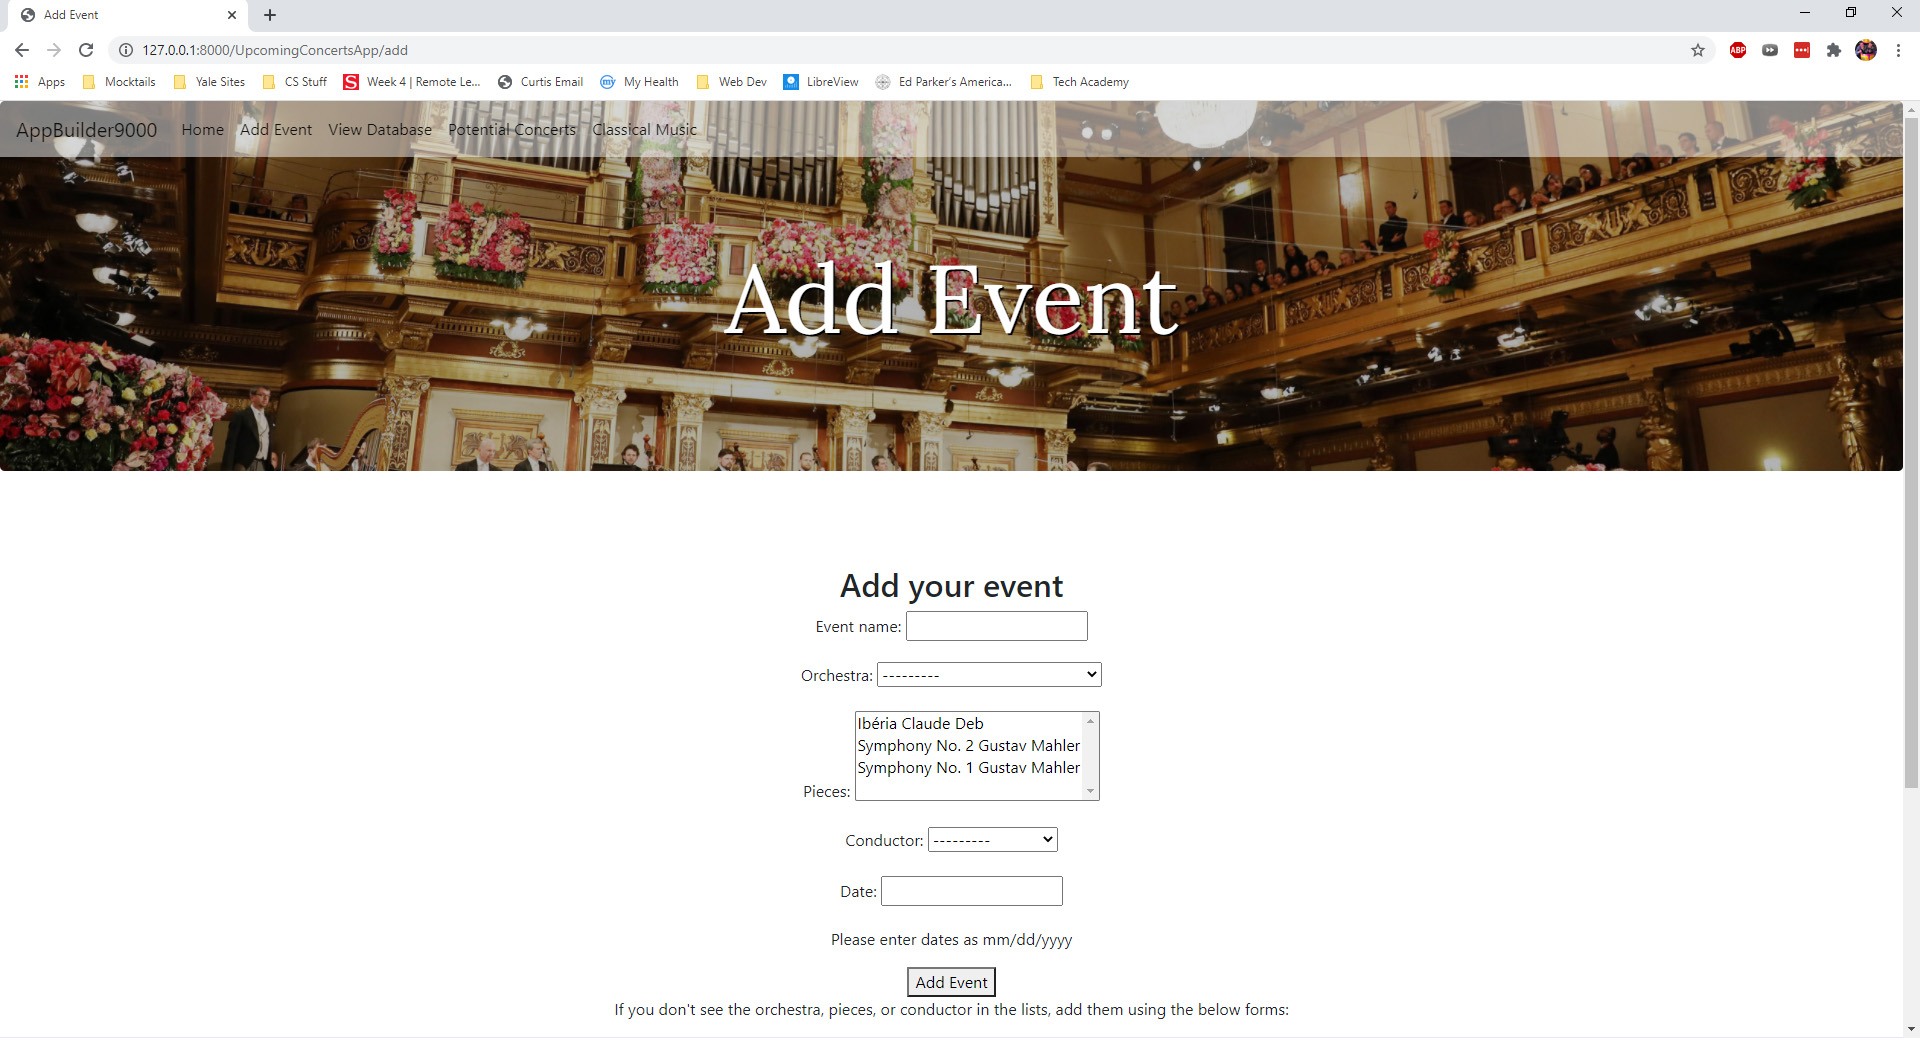 Add Event
127.0.0.1:8000/UpcomingConcertsApp/add
ABP
Apps Mocktails Yale Sites CS Stuff S Week 4 | Remote Le... Curtis Email my My Health Web Dev LibreView Ed Parker's America... Tech Academy
AppBuilder9000 Home Add Event View Database Potential Concerts Classical Music
Add Event
Add your event
Event name:
Orchestra: ---------
Ibéria Claude Deb
Symphony No. 2 Gustav Mahler
Symphony No. 1 Gustav Mahler
Pieces:
Conductor: ---------
Date:
Please enter dates as mm/dd/yyyy
Add Event
If you don't see the orchestra, pieces, or conductor in the lists, add them using the below forms: